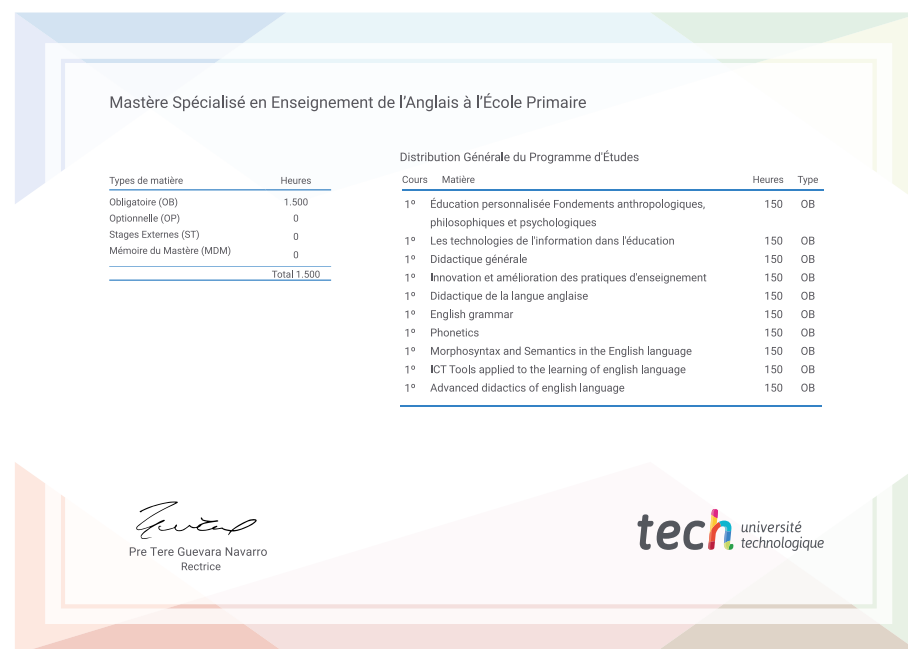 Mastère Spécialisé en Enseignement de l'Anglais à l'École Primaire
Types de matière Heures
Obligatoire (OB) 1.500
Optionnelle (OP) 0
Stages Externes (ST) 0
Mémoire du Mastère (MDM) 0
Total 1.500
Distribution Générale du Programme d'Études
Cours Matière Heures Type
1º Éducation personnalisée Fondements anthropologiques, 150 OB
philosophiques et psychologiques
1º Les technologies de l'information dans l'éducation 150 OB
1º Didactique générale 150 OB
1º Innovation et amélioration des pratiques d'enseignement 150 OB
1º Didactique de la langue anglaise 150 OB
1º English grammar 150 OB
1º Phonetics 150 OB
1º Morphosyntax and Semantics in the English language 150 OB
1º ICT Tools applied to the learning of english language 150 OB
1º Advanced didactics of english language 150 OB
Pre Tere Guevara Navarro
Rectrice
tech université
technologique